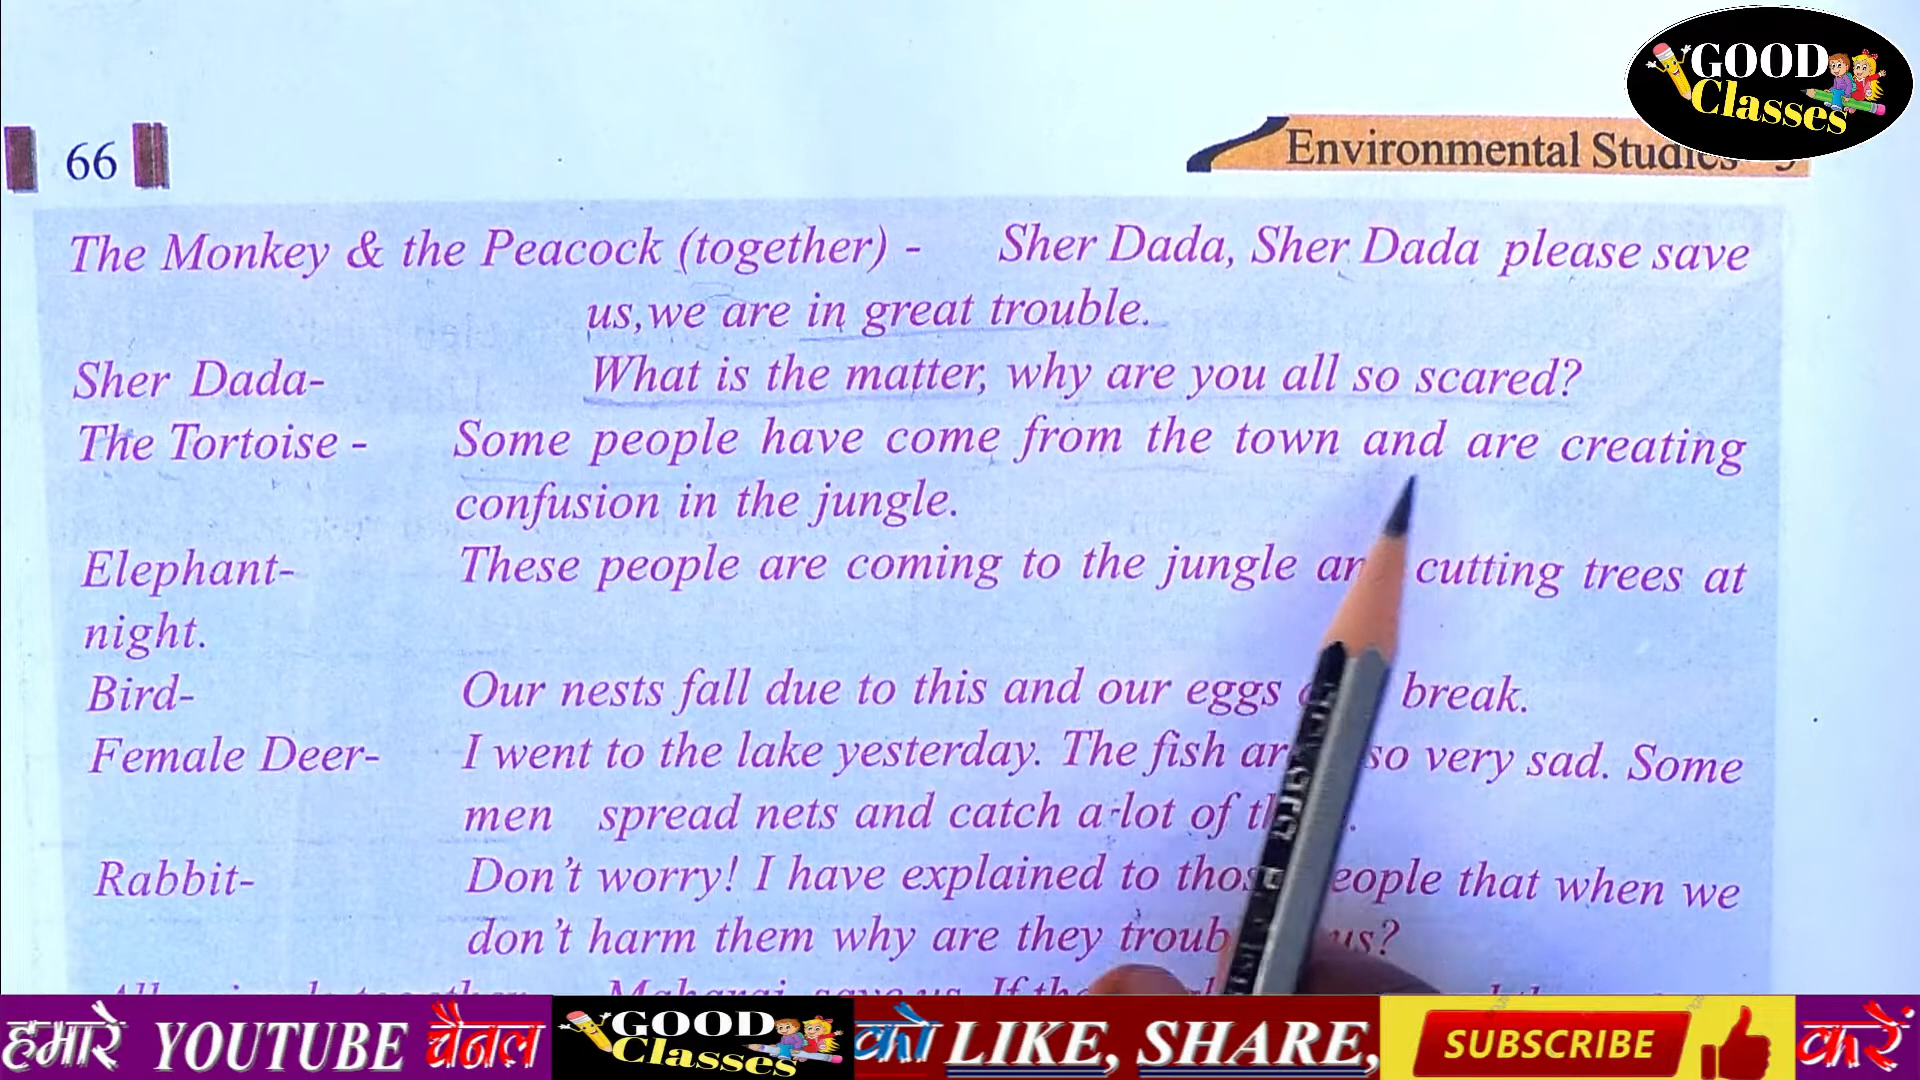 GOOD
Classes
66
Environmental Studies
The Monkey & the Peacock (together) - Sher Dada, Sher Dada please save
us, we are in great trouble.
Sher Dada- What is the matter, why are you all so scared?
The Tortoise - Some people have come from the town and are creating
confusion in the jungle.
Elephant- These people are coming to the jungle cutting trees at
night.
Bird- Our nests fall due to this and our eggs break.
Female Deer- I went to the lake yesterday. The fish so very sad. Some
men spread nets and catch a lot of
Rabbit- Don't worry! I have explained to those people that when we
don't harm them why are they us?
हमारे YOUTUBE चैनल GOOD Classes को LIKE, SHARE, SUBSCRIBE करें